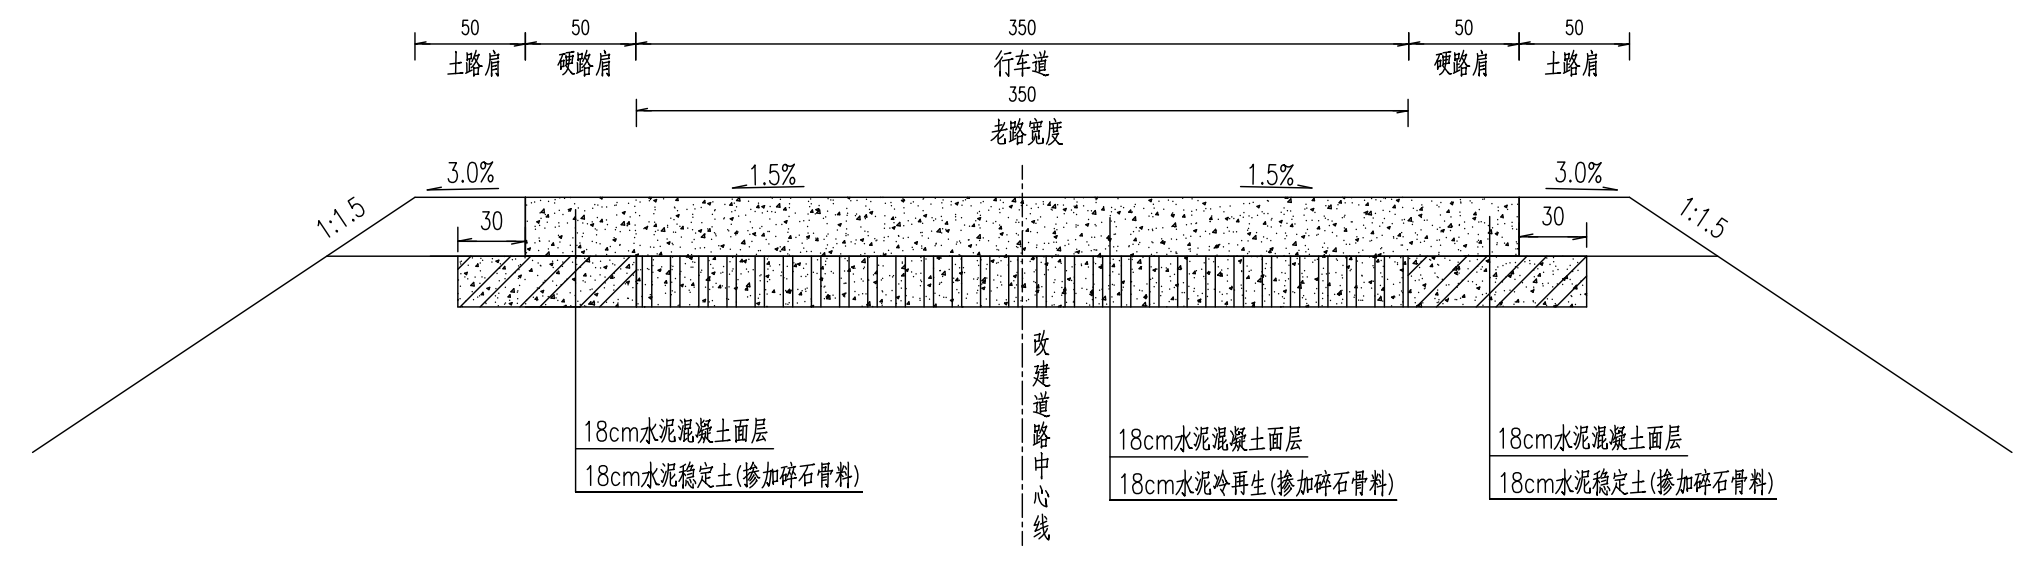 50 50 350 50 50
土路肩 硬路肩 行车道 硬路肩 土路肩
350
老路宽度
3.0% 1.5% 1.5% 3.0%
1:1.5 1:1.5
30 30
改建道路中心线
18cm水泥混凝土面层
18cm水泥稳定土(掺加碎石骨料)
18cm水泥混凝土面层
18cm水泥冷再生(掺加碎石骨料)
18cm水泥混凝土面层
18cm水泥稳定土(掺加碎石骨料)